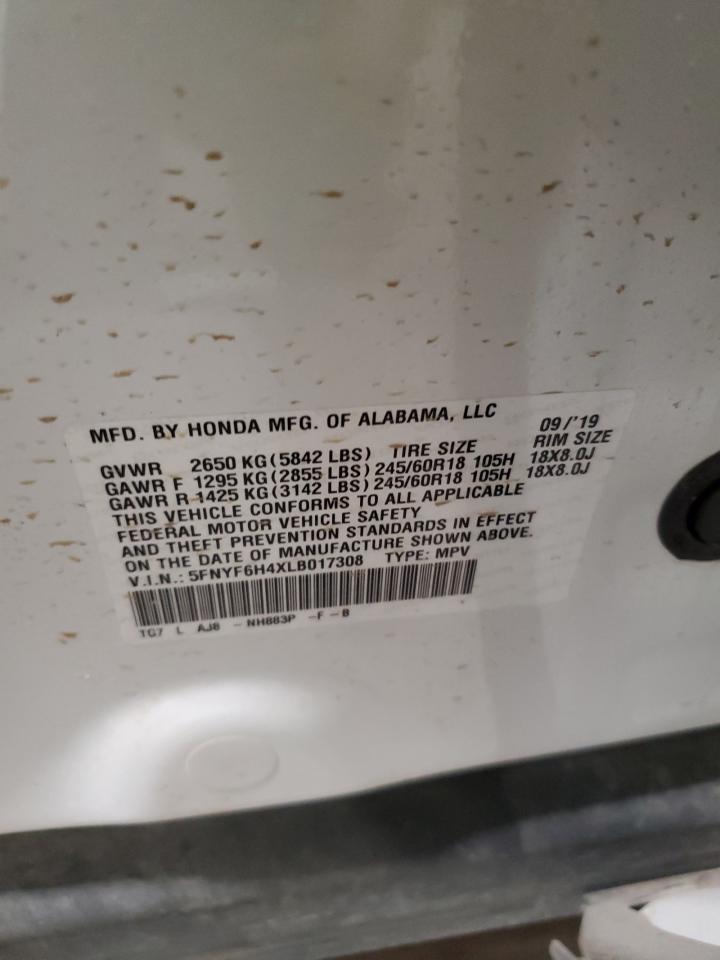 MFD. BY HONDA MFG. OF ALABAMA, LLC 09/'19
GVWR 2650 KG(5842 LBS) TIRE SIZE RIM SIZE
GAWR F 1295 KG(2855 LBS)245/60R18 105H 18X8.0J
GAWR R 1425 KG(3142 LBS)245/60R18 105H 18X8.0J
THIS VEHICLE CONFORMS TO ALL APPLICABLE
FEDERAL MOTOR VEHICLE SAFETY
AND THEFT PREVENTION STANDARDS IN EFFECT
ON THE DATE OF MANUFACTURE SHOWN ABOVE.
V.I.N.: 5FNYF6H4XLB017308 TYPE: MPV
TG7 L AJ8 -NH883P -F-B